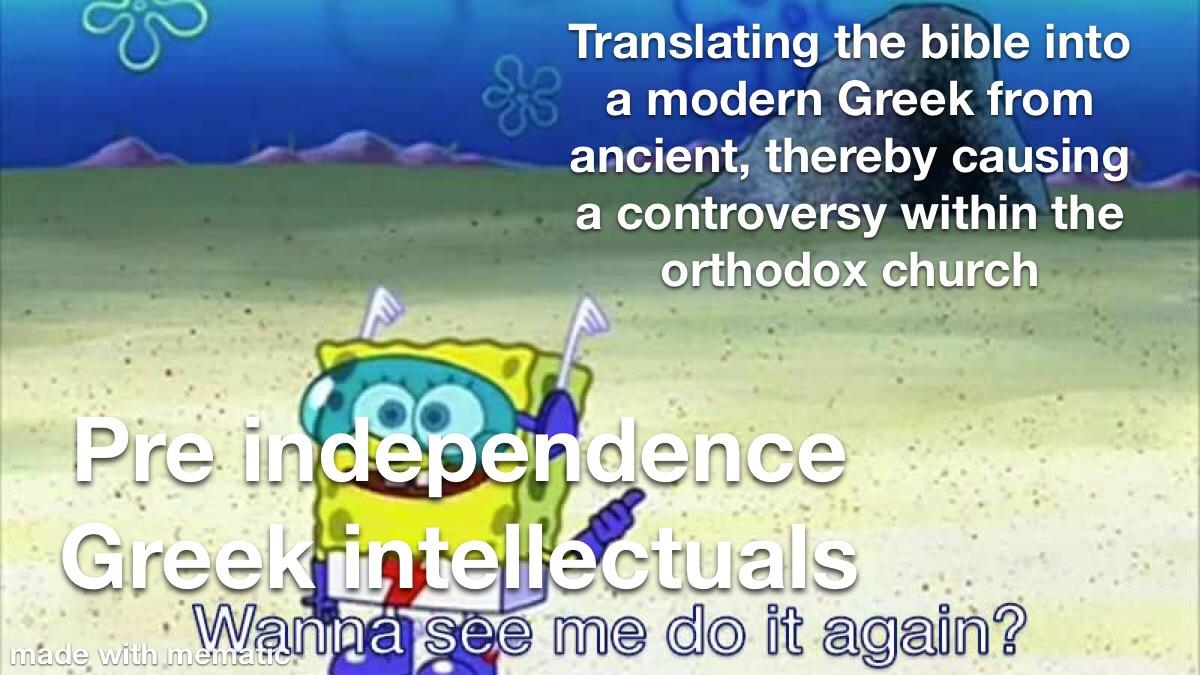 Translating the bible into
a modern Greek from
ancient, thereby causing
a controversy within the
orthodox church
Pre independence
Greek intellectuals
Wanna see me do it again?
made with mematic